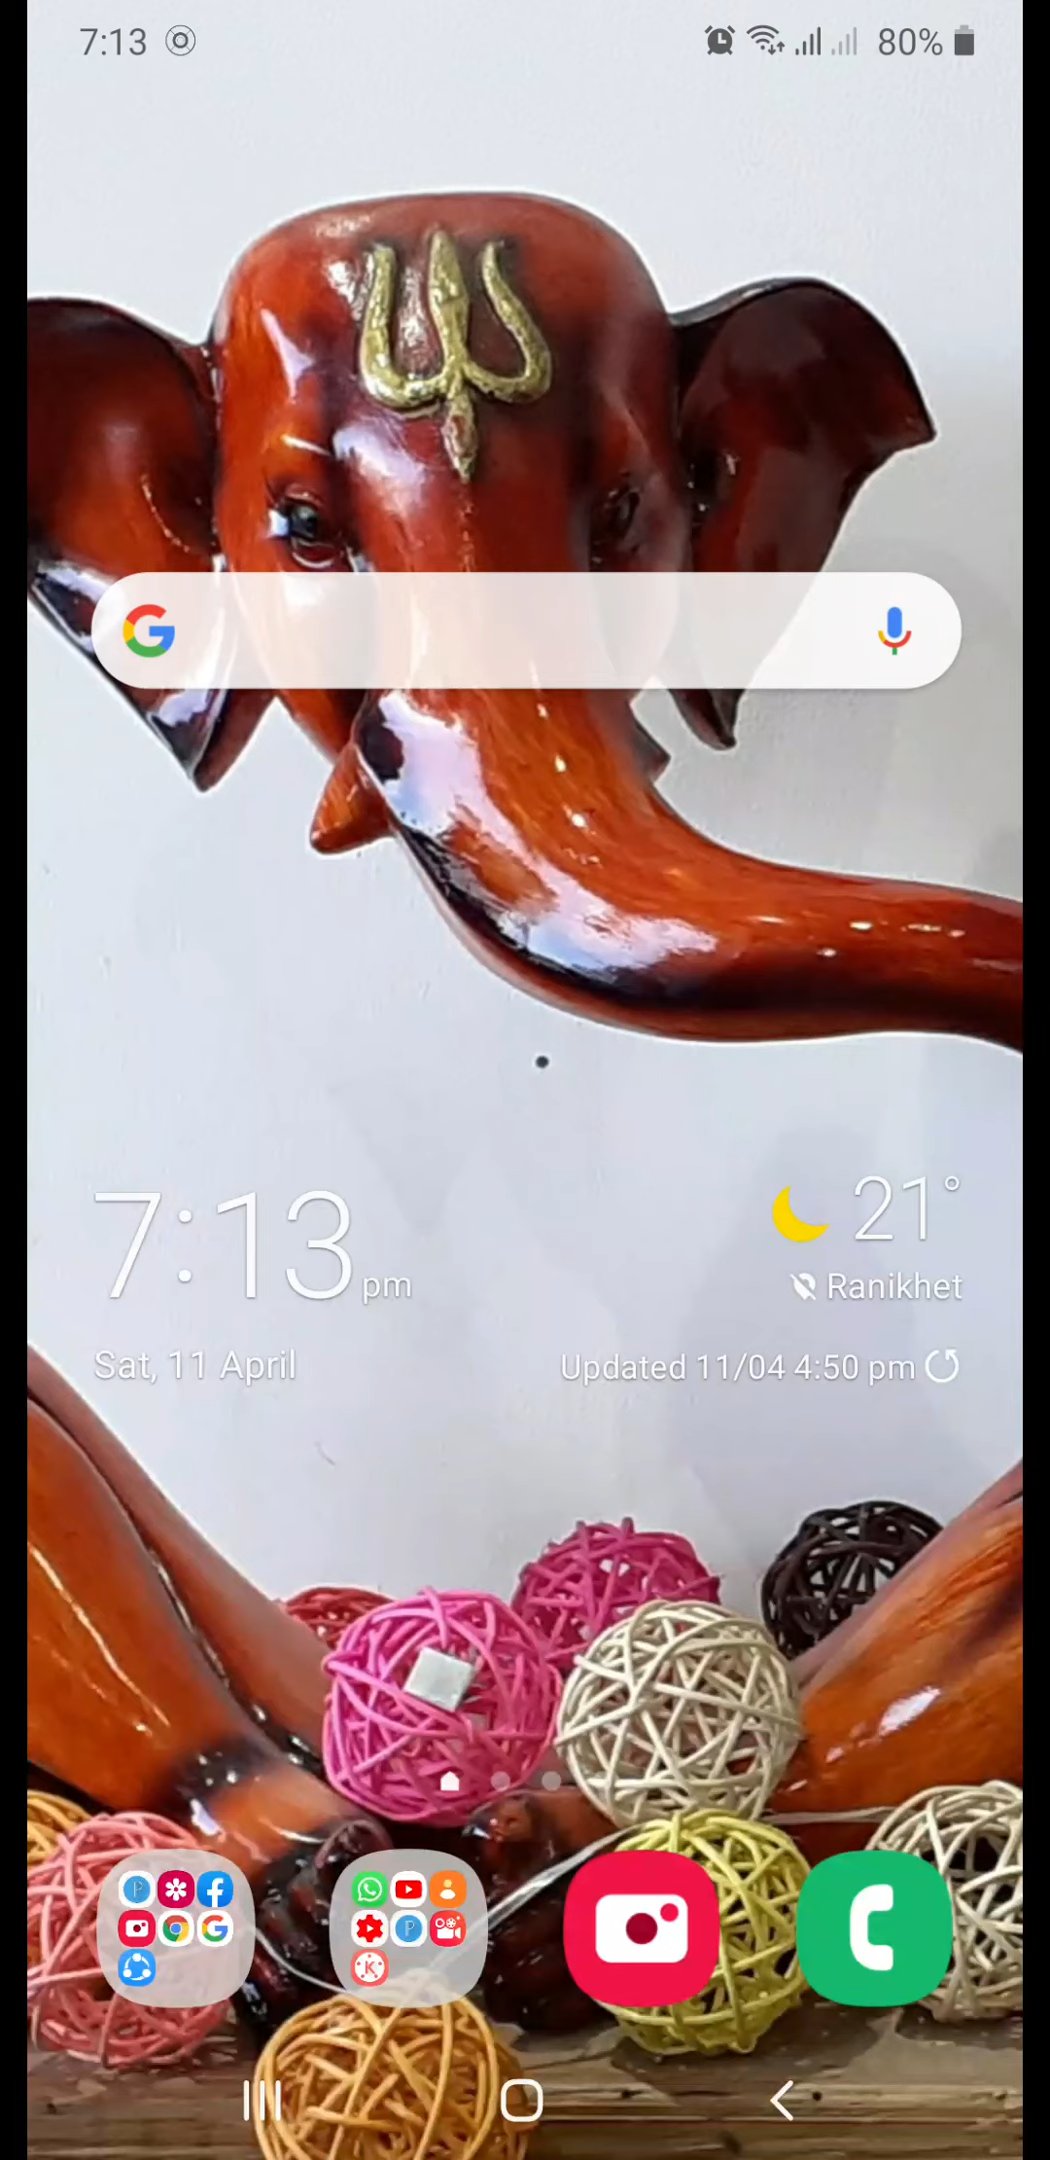 7:13
80%
7:13 pm
21°
Ranikhet
Sat, 11 April
Updated 11/04 4:50 pm